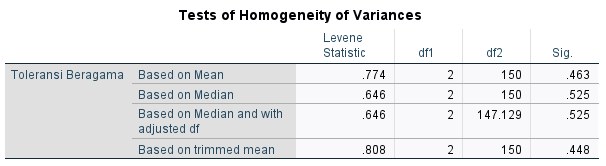 Tests of Homogeneity of Variances
Levene Statistic df1 df2 Sig.
Toleransi Beragama Based on Mean .774 2 150 .463
Based on Median .646 2 150 .525
Based on Median and with adjusted df .646 2 147.129 .525
Based on trimmed mean .808 2 150 .448